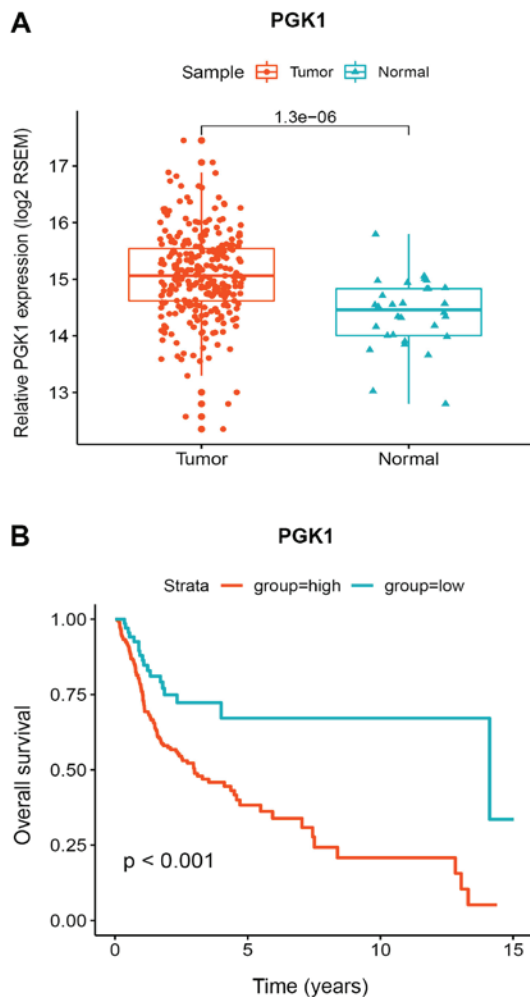 A
PGK1
Sample Tumor Normal
1.3e−06
Relative PGK1 expression (log2 RSEM)
17
16
15
14
13
Tumor Normal
B
PGK1
Strata group=high group=low
Overall survival
1.00
0.75
0.50
0.25
0.00
p < 0.001
0 5 10 15
Time (years)